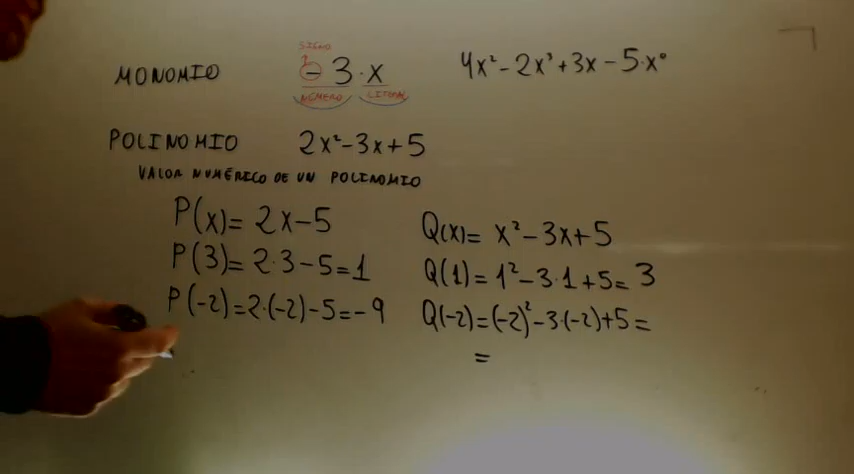 SIGNO
MONOMIO - 3·x 4x² - 2x³ + 3x - 5·x⁰
NÚMERO LITERAL
POLINOMIO 2x² - 3x + 5
VALOR NUMÉRICO DE UN POLINOMIO
P(x) = 2x - 5
P(3) = 2·3 - 5 = 1
P(-2) = 2·(-2) - 5 = -9
Q(x) = x² - 3x + 5
Q(1) = 1² - 3·1 + 5 = 3
Q(-2) = (-2)² - 3·(-2) + 5 =
=